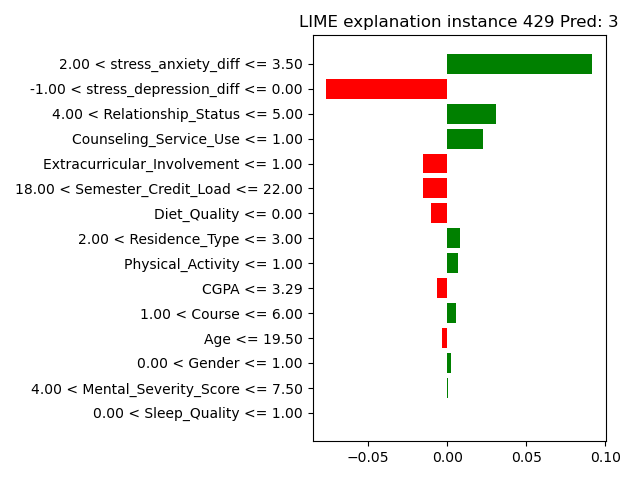 LIME explanation instance 429 Pred: 3
2.00 < stress_anxiety_diff <= 3.50
-1.00 < stress_depression_diff <= 0.00
4.00 < Relationship_Status <= 5.00
Counseling_Service_Use <= 1.00
Extracurricular_Involvement <= 1.00
18.00 < Semester_Credit_Load <= 22.00
Diet_Quality <= 0.00
2.00 < Residence_Type <= 3.00
Physical_Activity <= 1.00
CGPA <= 3.29
1.00 < Course <= 6.00
Age <= 19.50
0.00 < Gender <= 1.00
4.00 < Mental_Severity_Score <= 7.50
0.00 < Sleep_Quality <= 1.00
−0.05 0.00 0.05 0.10